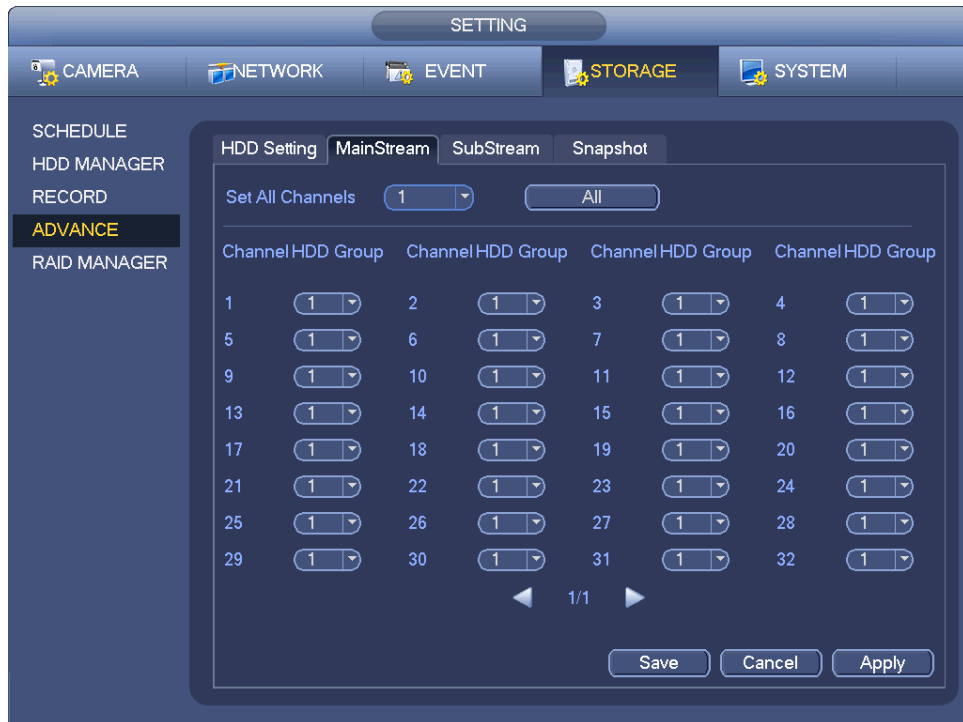 SETTING
CAMERA NETWORK EVENT STORAGE SYSTEM
SCHEDULE
HDD MANAGER
RECORD
ADVANCE
RAID MANAGER
HDD Setting MainStream SubStream Snapshot
Set All Channels 1 All
Channel HDD Group Channel HDD Group Channel HDD Group Channel HDD Group
1 1 2 1 3 1 4 1
5 1 6 1 7 1 8 1
9 1 10 1 11 1 12 1
13 1 14 1 15 1 16 1
17 1 18 1 19 1 20 1
21 1 22 1 23 1 24 1
25 1 26 1 27 1 28 1
29 1 30 1 31 1 32 1
1/1
Save Cancel Apply